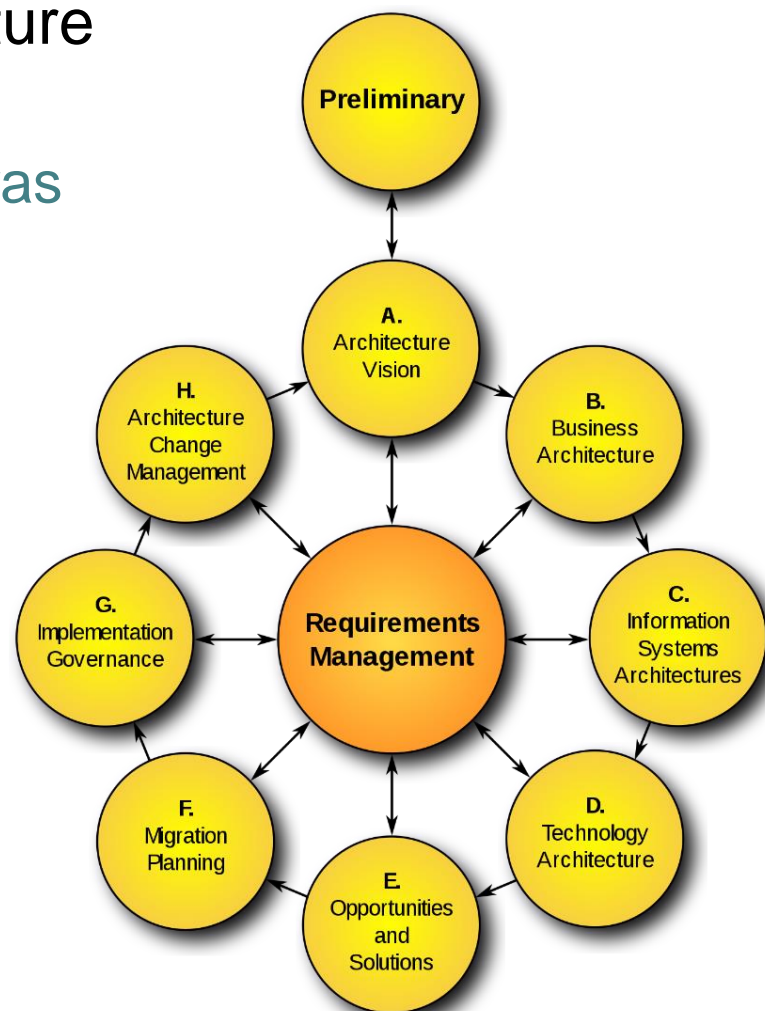 ture
as
Preliminary
A.
Architecture
Vision
B.
Business
Architecture
C.
Information
Systems
Architectures
D.
Technology
Architecture
E.
Opportunities
and
Solutions
F.
Migration
Planning
G.
Implementation
Governance
H.
Architecture
Change
Management
Requirements
Management